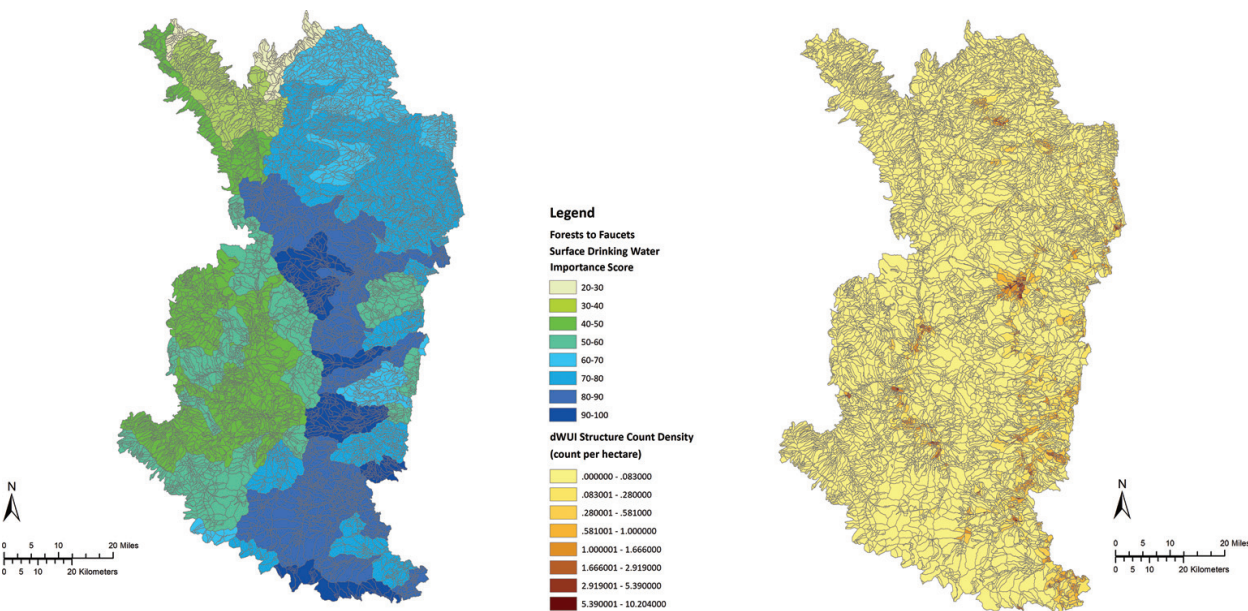 Legend
Forests to Faucets
Surface Drinking Water
Importance Score
20-30
30-40
40-50
50-60
60-70
70-80
80-90
90-100
dWUI Structure Count Density
(count per hectare)
.000000 - .083000
.083001 - .280000
.280001 - .581000
.581001 - 1.000000
1.000001 - 1.666000
1.666001 - 2.919000
2.919001 - 5.390000
5.390001 - 10.204000
N
0 5 10 20 Miles
0 5 10 20 Kilometers
N
0 5 10 20 Miles
0 5 10 20 Kilometers